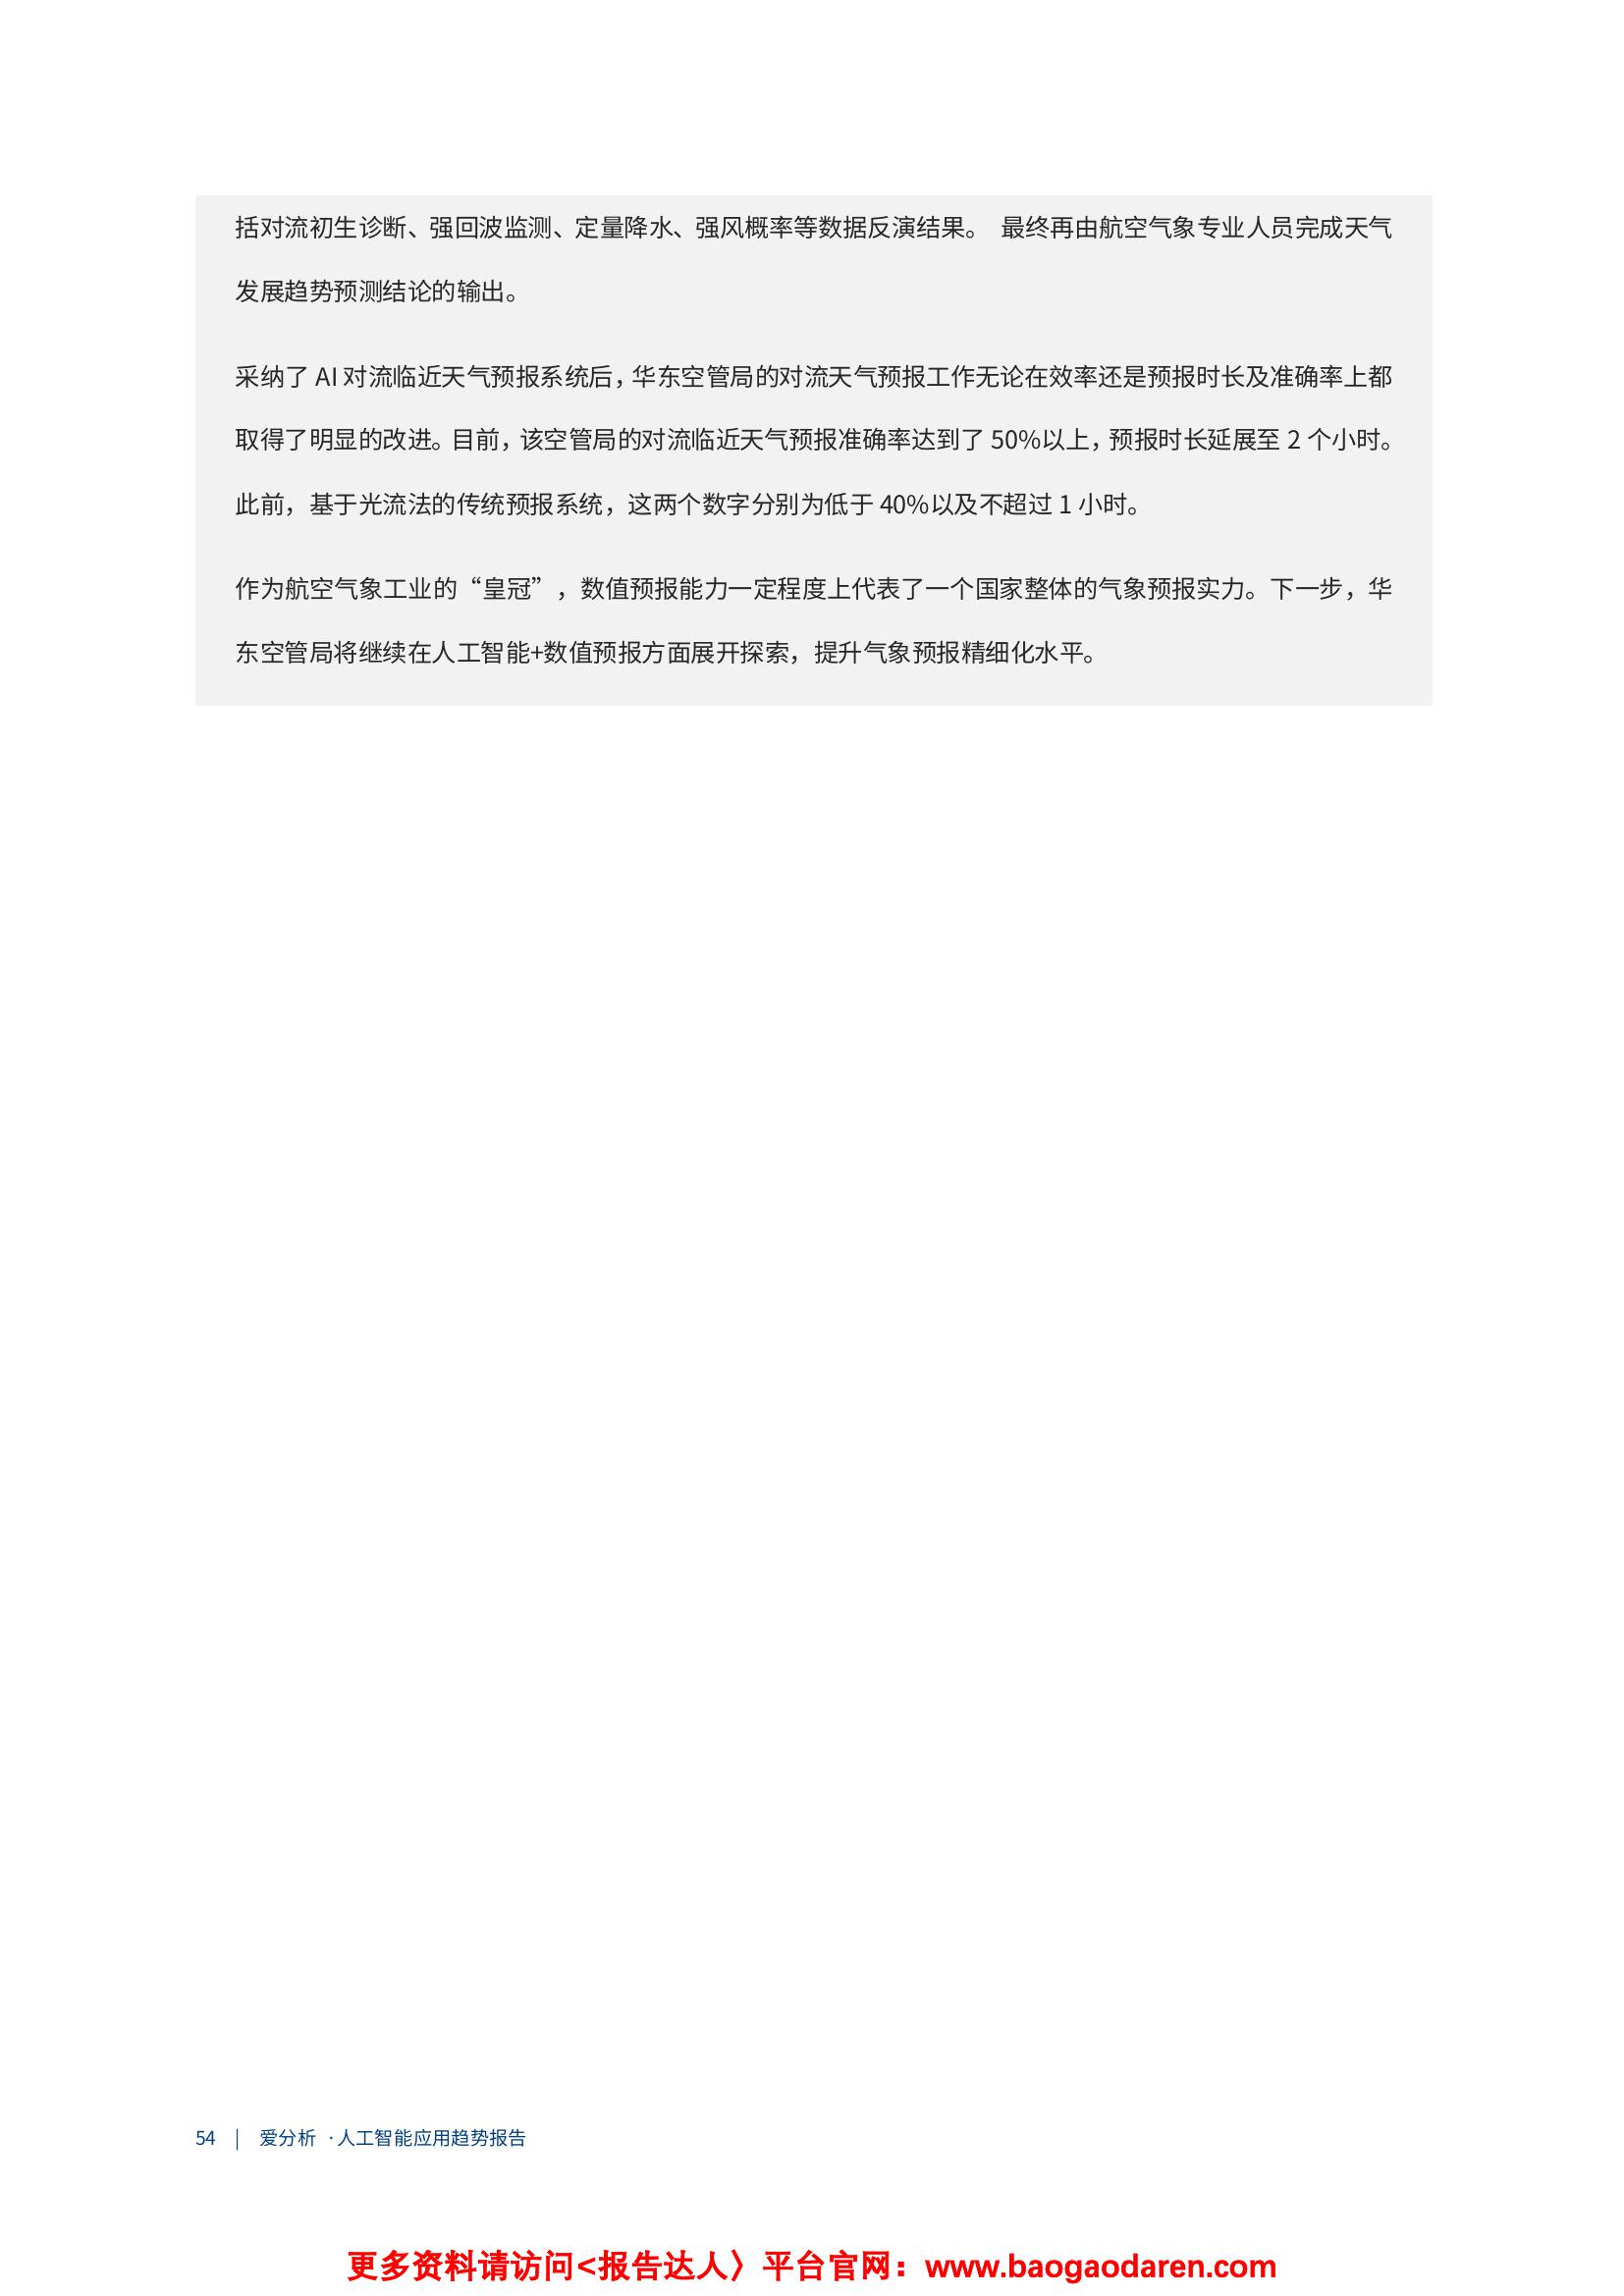 括对流初生诊断、强回波监测、定量降水、强风概率等数据反演结果。 最终再由航空气象专业人员完成天气
发展趋势预测结论的输出。
采纳了 AI 对流临近天气预报系统后，华东空管局的对流天气预报工作无论在效率还是预报时长及准确率上都
取得了明显的改进。目前，该空管局的对流临近天气预报准确率达到了 50%以上，预报时长延展至 2 个小时。
此前，基于光流法的传统预报系统，这两个数字分别为低于 40%以及不超过 1 小时。
作为航空气象工业的“皇冠”，数值预报能力一定程度上代表了一个国家整体的气象预报实力。下一步，华
东空管局将继续在人工智能+数值预报方面展开探索，提升气象预报精细化水平。
54 | 爱分析 ·人工智能应用趋势报告
更多资料请访问<报告达人〉平台官网：www.baogaodaren.com